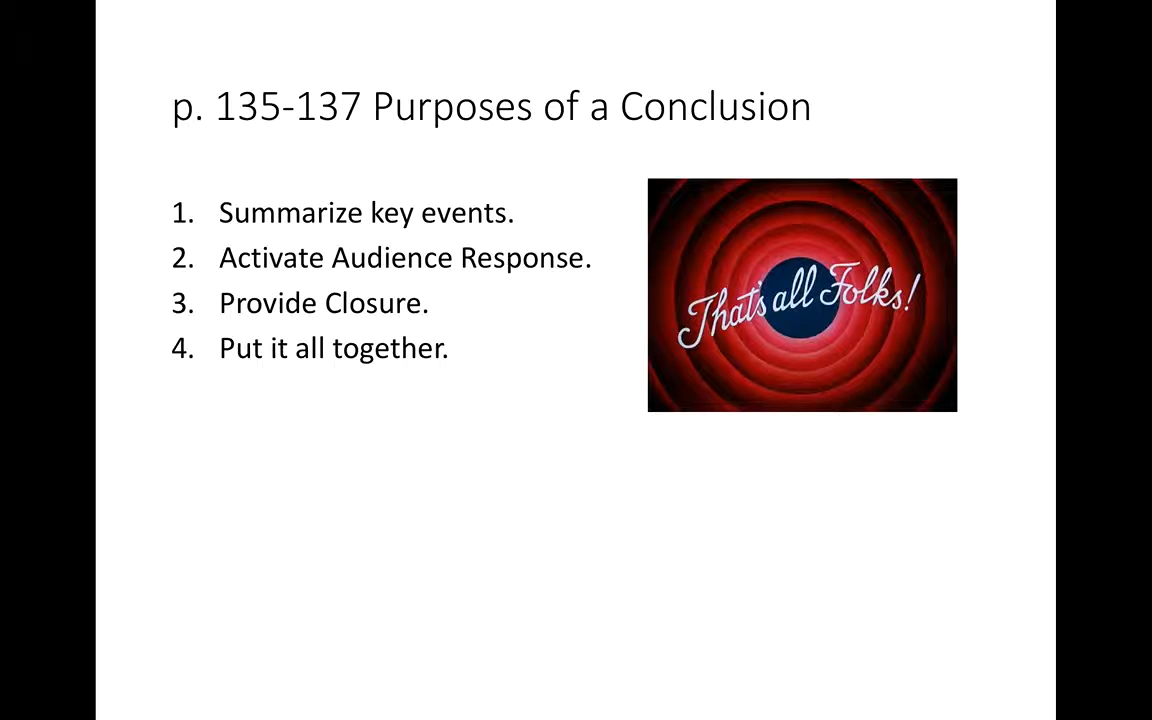 p. 135-137 Purposes of a Conclusion
1. Summarize key events.
2. Activate Audience Response.
3. Provide Closure.
4. Put it all together.
That's all Folks!